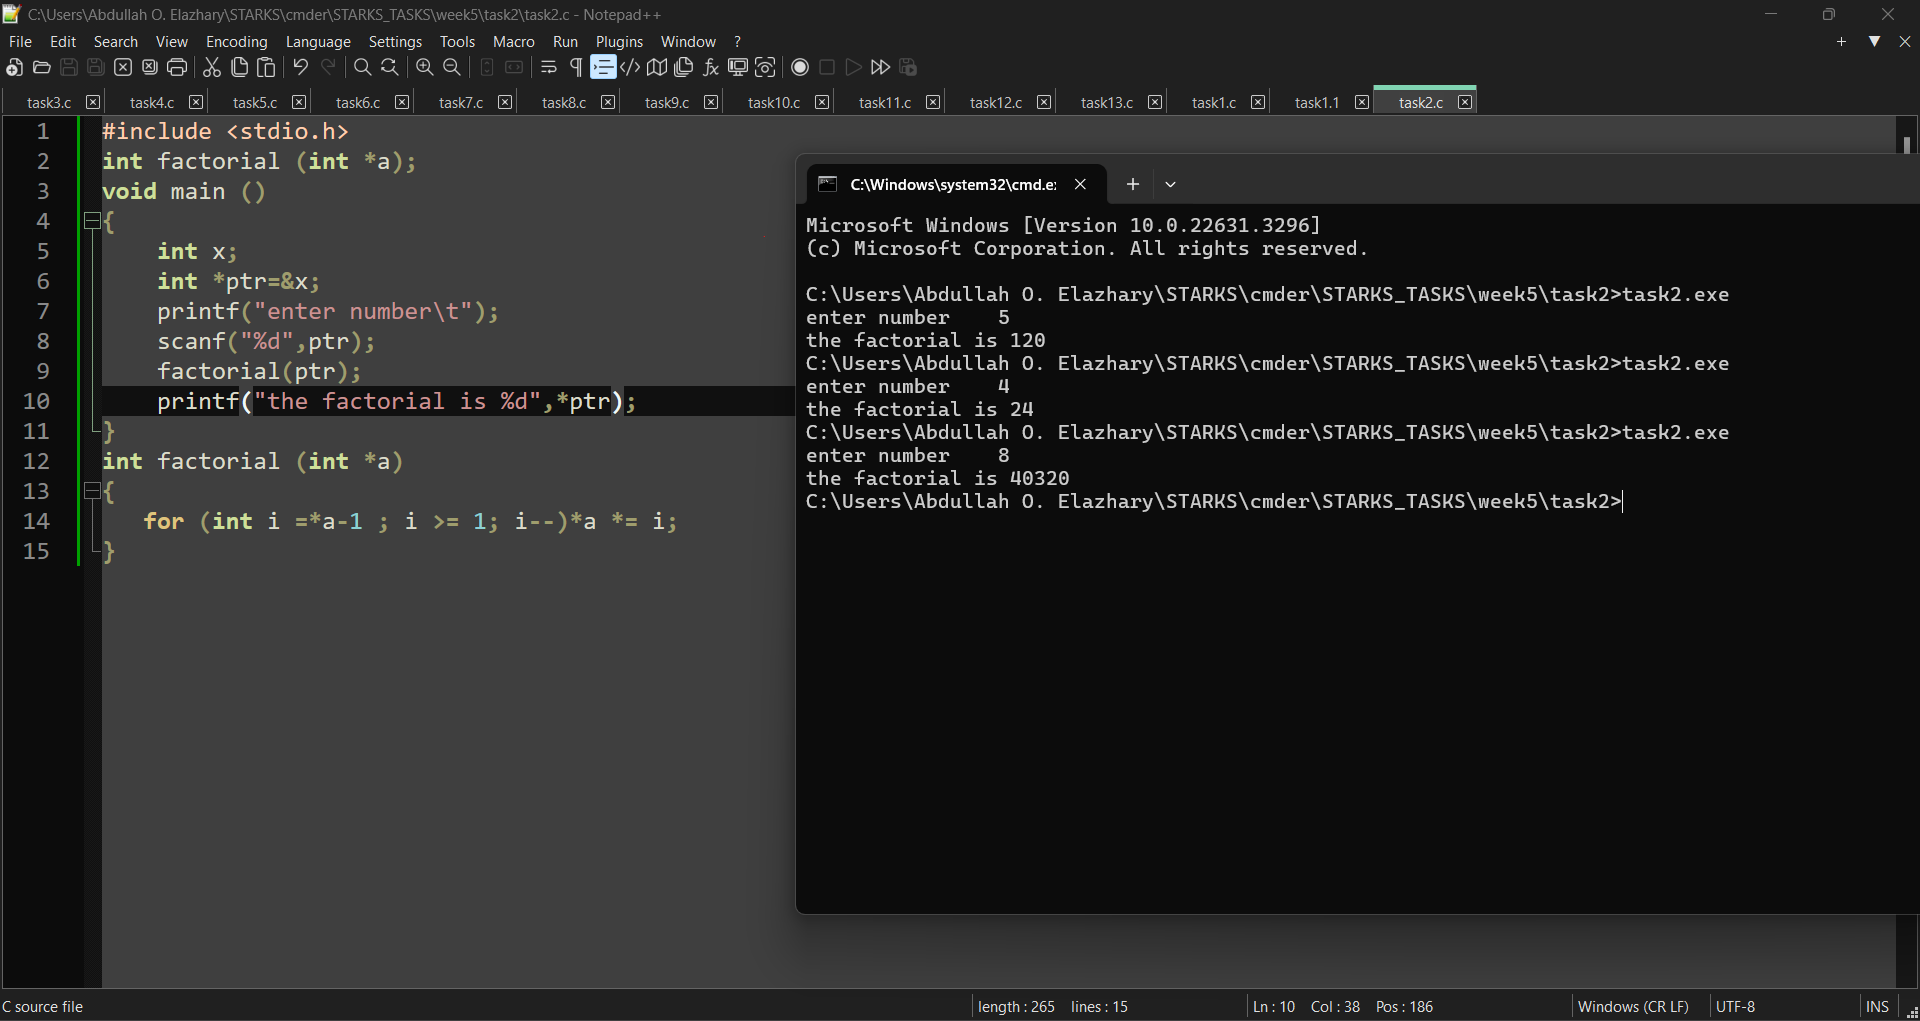 C:\Users\Abdullah O. Elazhary\STARKS\cmder\STARKS_TASKS\week5\task2\task2.c - Notepad++
File Edit Search View Encoding Language Settings Tools Macro Run Plugins Window ?
task3.c task4.c task5.c task6.c task7.c task8.c task9.c task10.c task11.c task12.c task13.c task1.c task1.1 task2.c
1 #include <stdio.h>
2 int factorial (int *a);
3 void main ()
4 {
5 int x;
6 int *ptr=&x;
7 printf("enter number\t");
8 scanf("%d",ptr);
9 factorial(ptr);
10 printf("the factorial is %d",*ptr);
11 }
12 int factorial (int *a)
13 {
14 for (int i =*a-1 ; i >= 1; i--)*a *= i;
15 }
C:\Windows\system32\cmd.e
Microsoft Windows [Version 10.0.22631.3296]
(c) Microsoft Corporation. All rights reserved.
C:\Users\Abdullah O. Elazhary\STARKS\cmder\STARKS_TASKS\week5\task2>task2.exe
enter number    5
the factorial is 120
C:\Users\Abdullah O. Elazhary\STARKS\cmder\STARKS_TASKS\week5\task2>task2.exe
enter number    4
the factorial is 24
C:\Users\Abdullah O. Elazhary\STARKS\cmder\STARKS_TASKS\week5\task2>task2.exe
enter number    8
the factorial is 40320
C:\Users\Abdullah O. Elazhary\STARKS\cmder\STARKS_TASKS\week5\task2>
C source file length : 265 lines : 15 Ln : 10 Col : 38 Pos : 186 Windows (CR LF) UTF-8 INS